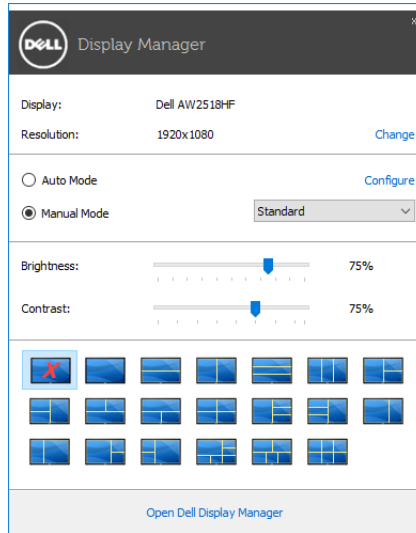 DELL Display Manager
Display: Dell AW2518HF
Resolution: 1920x1080 Change
Auto Mode Configure
Manual Mode Standard
Brightness: 75%
Contrast: 75%
Open Dell Display Manager